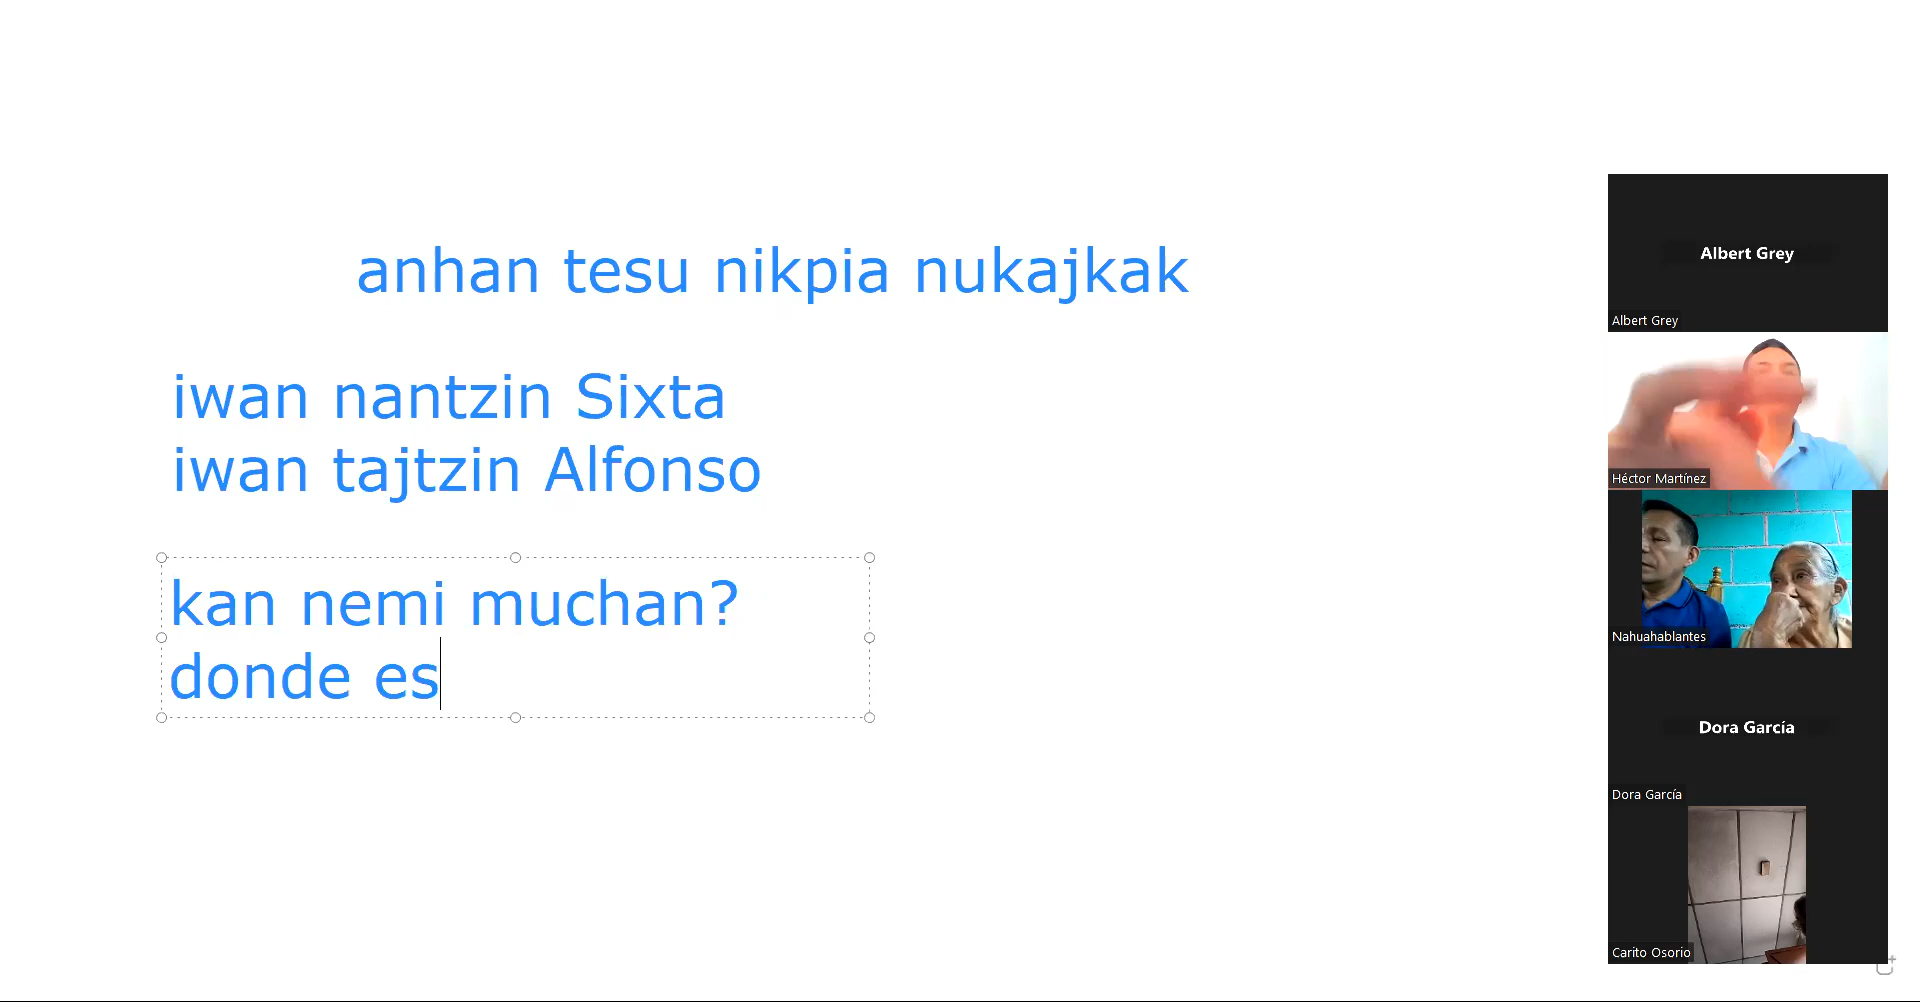 anhan tesu nikpia nukajkak
iwan nantzin Sixta
iwan tajtzin Alfonso
kan nemi muchan?
donde es
Albert Grey
Albert Grey
Héctor Martínez
Nahuahablantes
Dora García
Dora García
Carito Osorio